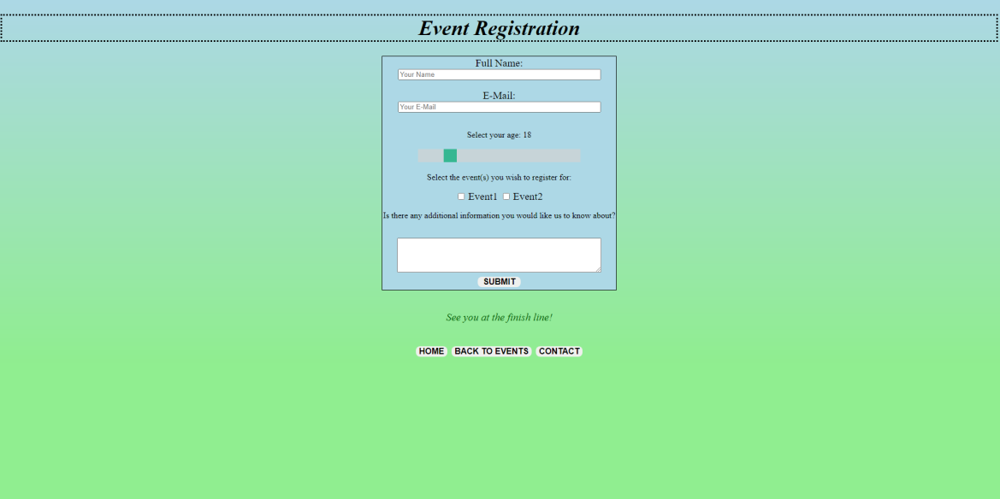 Event Registration
Full Name:
Your Name
E-Mail:
Your E-Mail
Select your age: 18
Select the event(s) you wish to register for:
Event1 Event2
Is there any additional information you would like us to know about?
SUBMIT
See you at the finish line!
HOME BACK TO EVENTS CONTACT